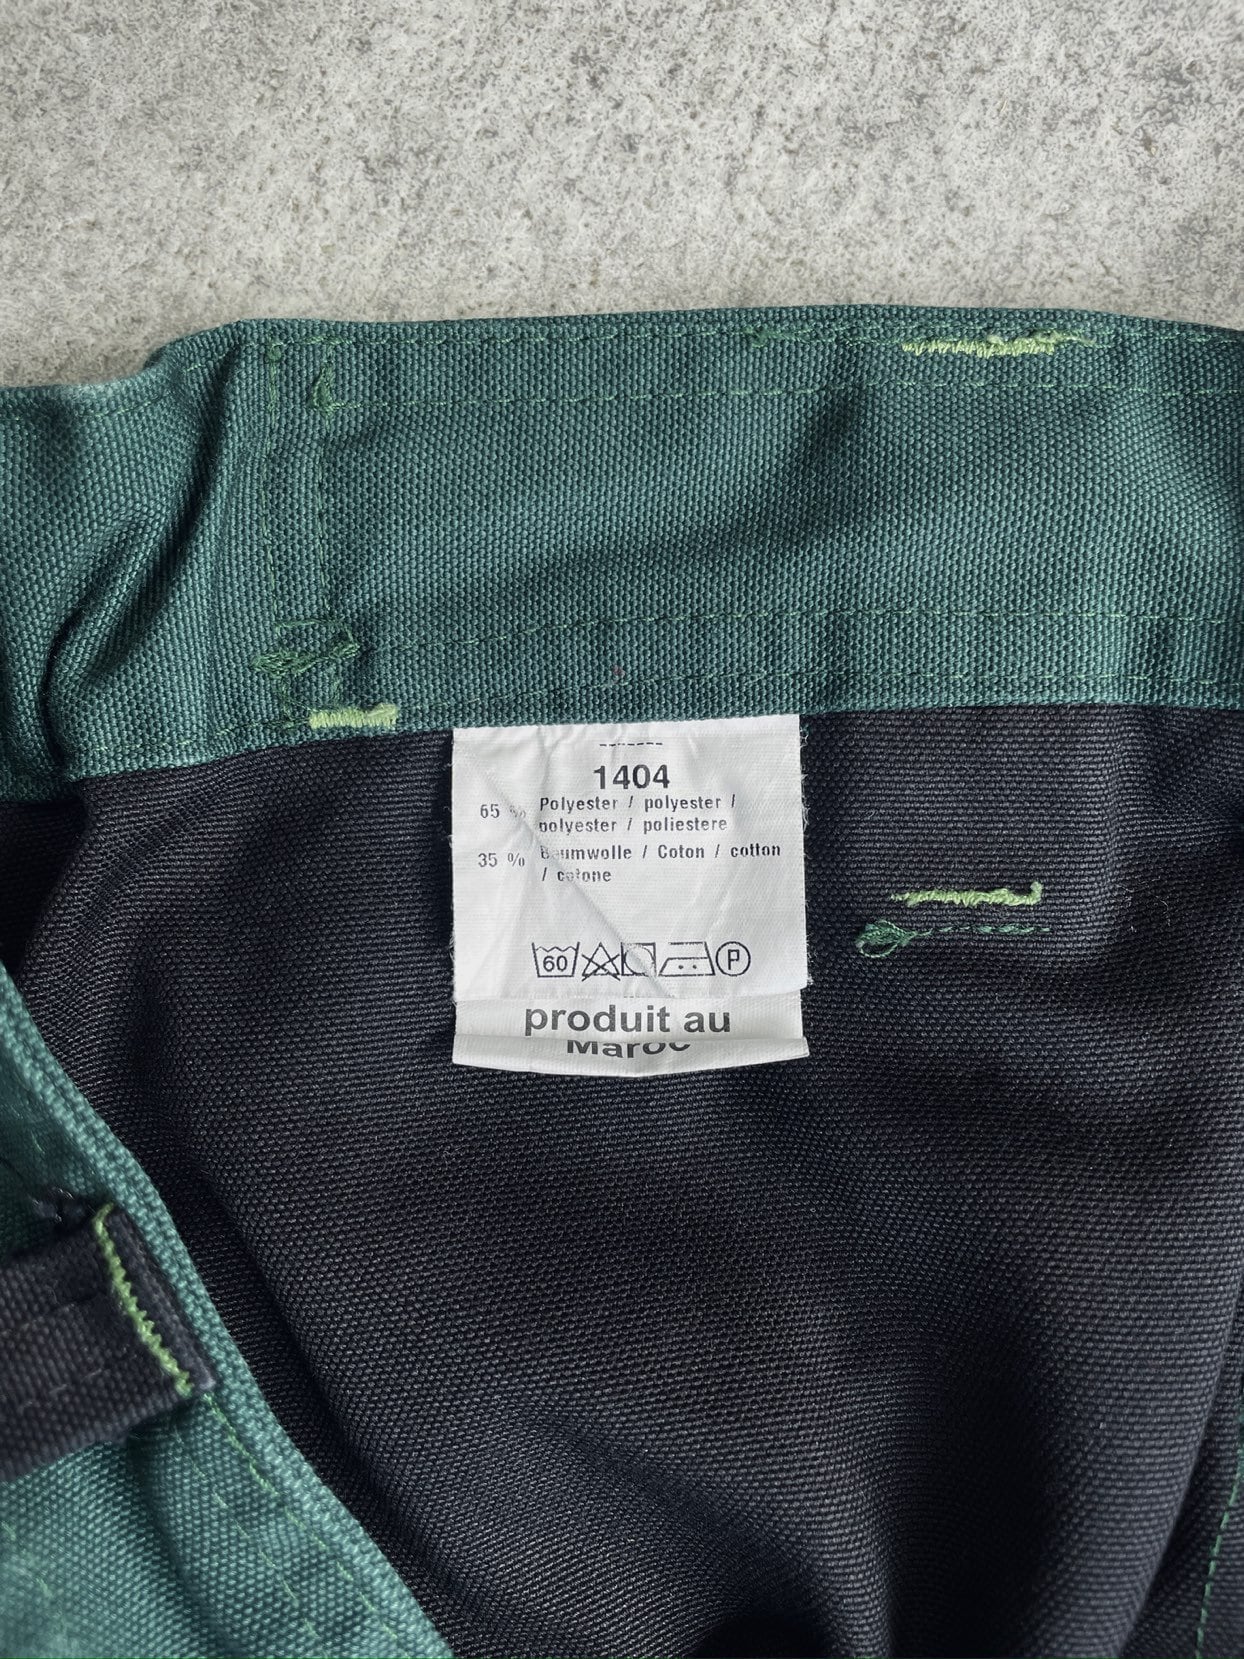 1404
65 % Polyester / polyester /
polyester / poliestere
35 % Baumwolle / Coton / cotton
/ cotone
60 P
produit au
Maroc